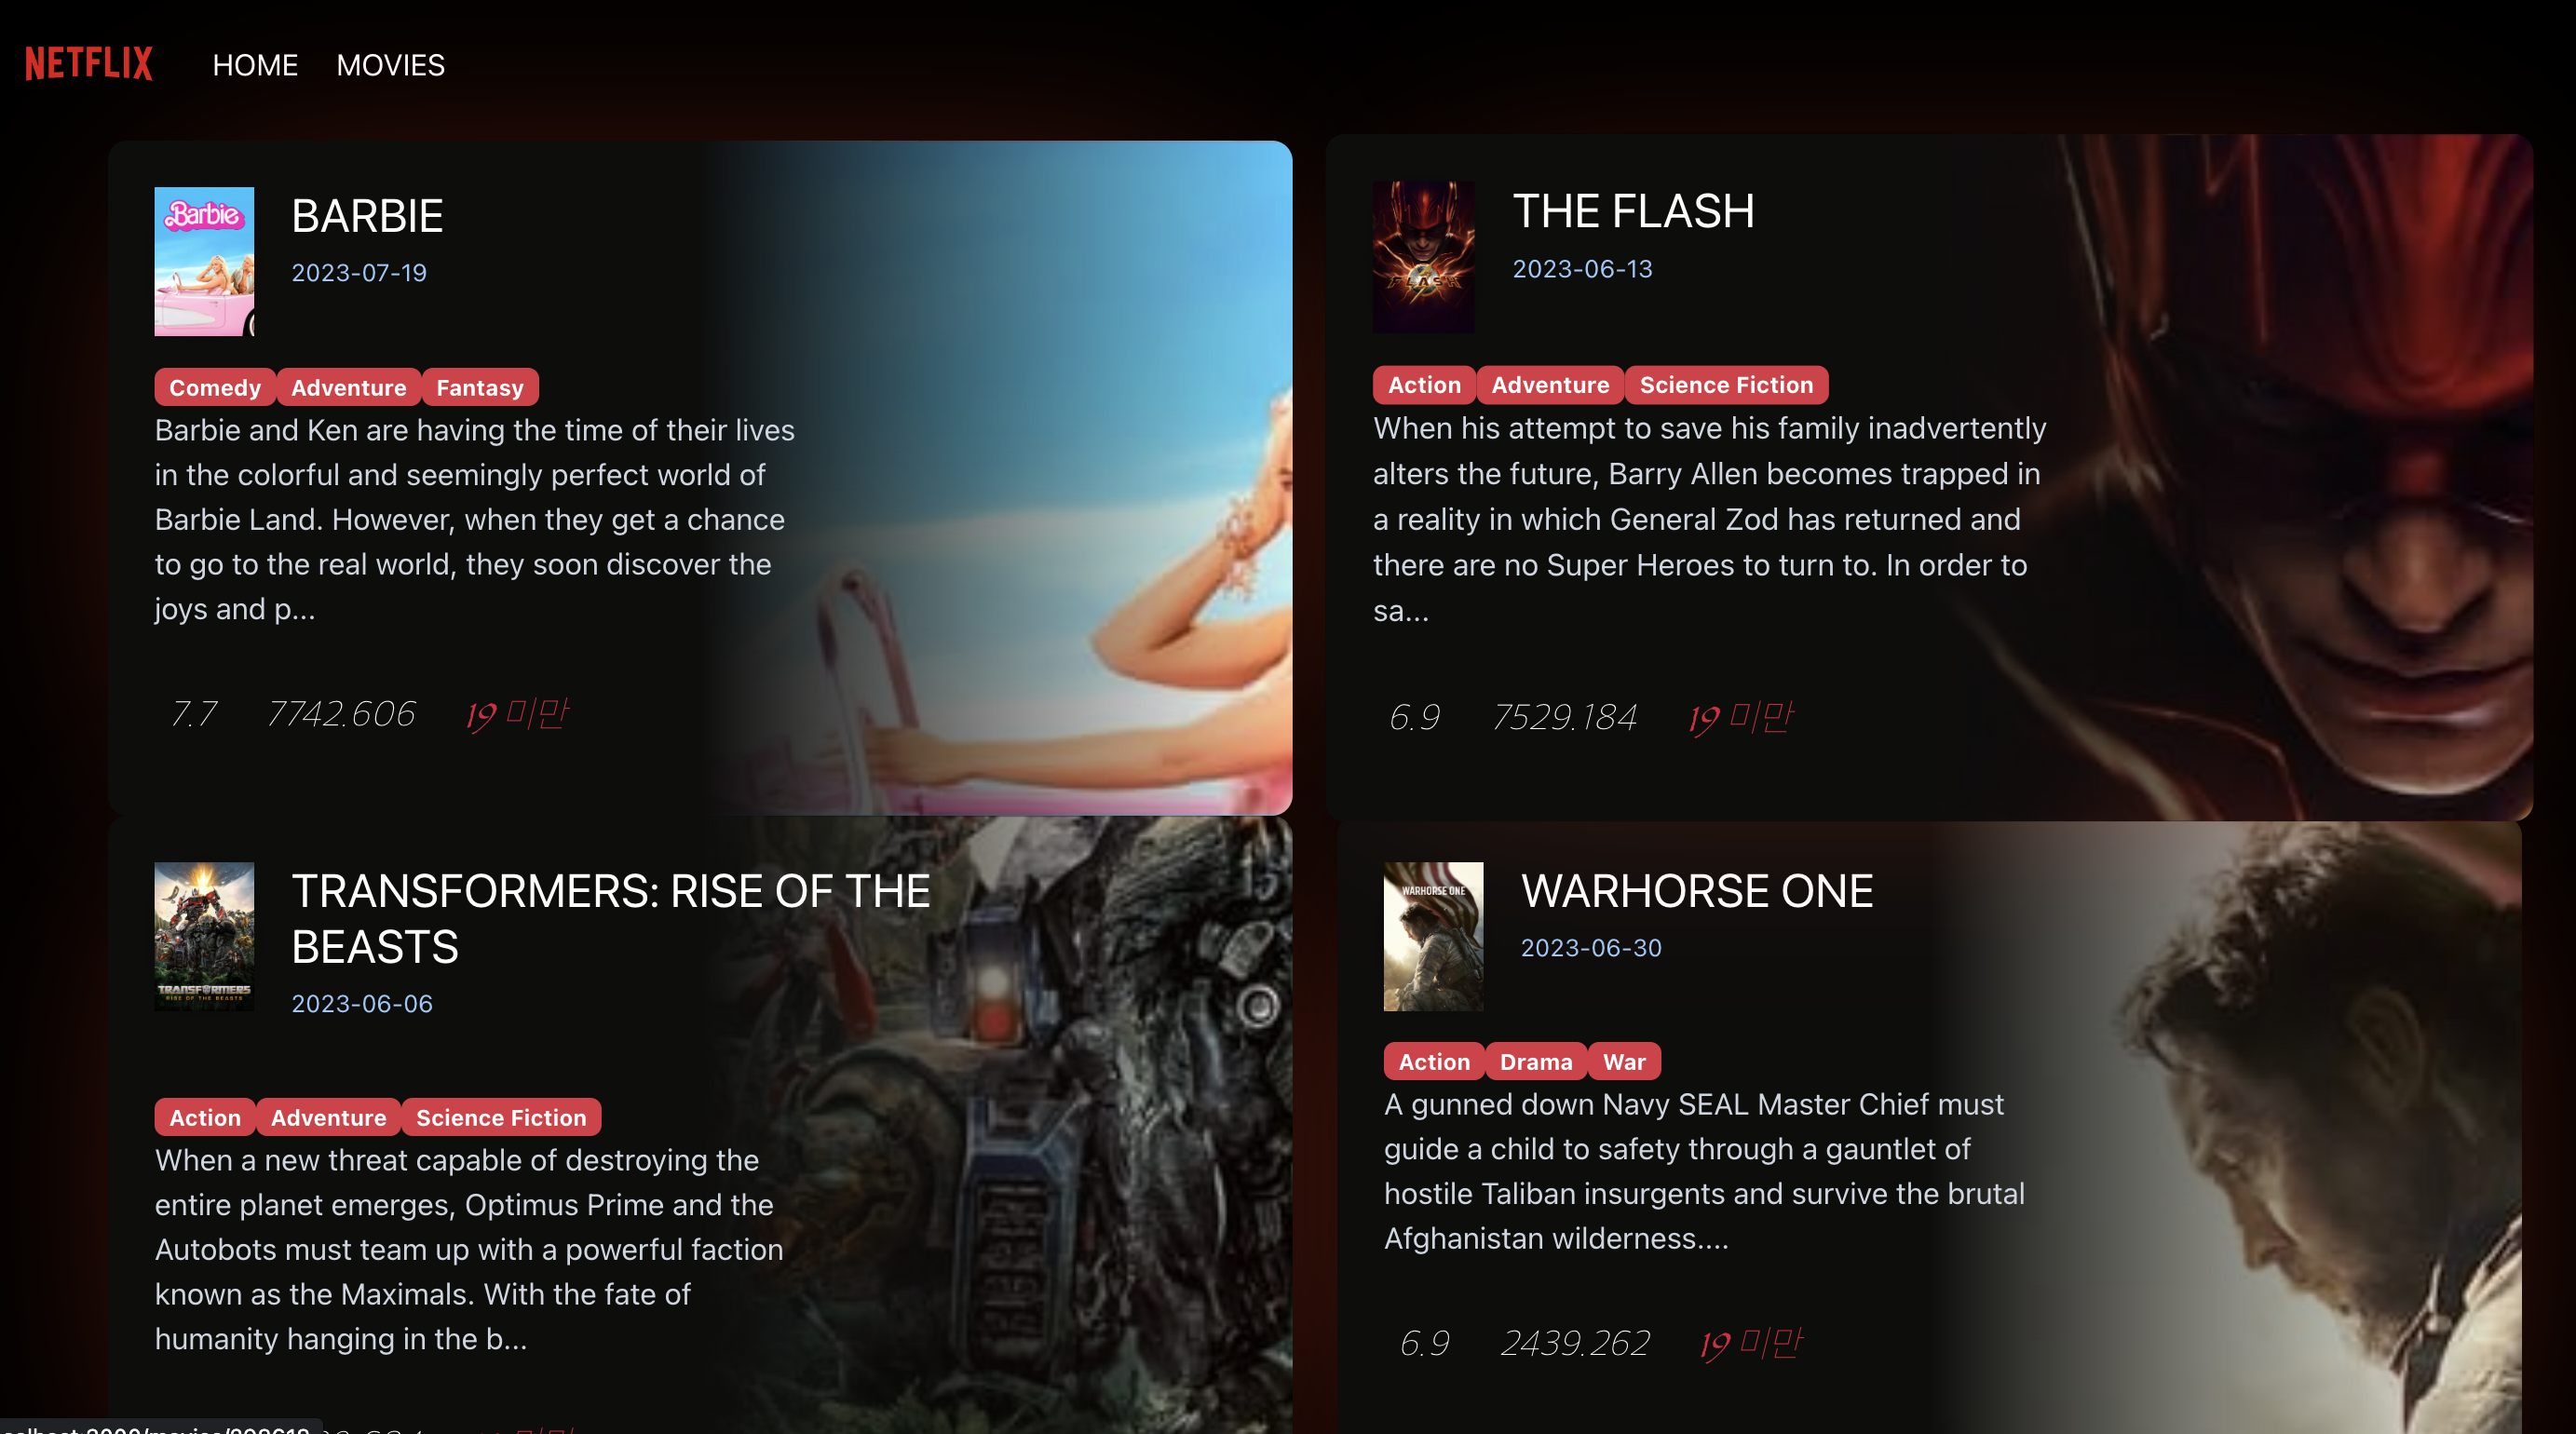 NETFLIX HOME MOVIES
Barbie
BARBIE
2023-07-19
Comedy Adventure Fantasy
Barbie and Ken are having the time of their lives
in the colorful and seemingly perfect world of
Barbie Land. However, when they get a chance
to go to the real world, they soon discover the
joys and p...
7.7 7742.606 19 미만
FLASH
THE FLASH
2023-06-13
Action Adventure Science Fiction
When his attempt to save his family inadvertently
alters the future, Barry Allen becomes trapped in
a reality in which General Zod has returned and
there are no Super Heroes to turn to. In order to
sa...
6.9 7529.184 19 미만
TRANSFORMERS
RISE OF THE BEASTS
TRANSFORMERS: RISE OF THE
BEASTS
2023-06-06
Action Adventure Science Fiction
When a new threat capable of destroying the
entire planet emerges, Optimus Prime and the
Autobots must team up with a powerful faction
known as the Maximals. With the fate of
humanity hanging in the b...
WARHORSE ONE
WARHORSE ONE
2023-06-30
Action Drama War
A gunned down Navy SEAL Master Chief must
guide a child to safety through a gauntlet of
hostile Taliban insurgents and survive the brutal
Afghanistan wilderness....
6.9 2439.262 19 미만